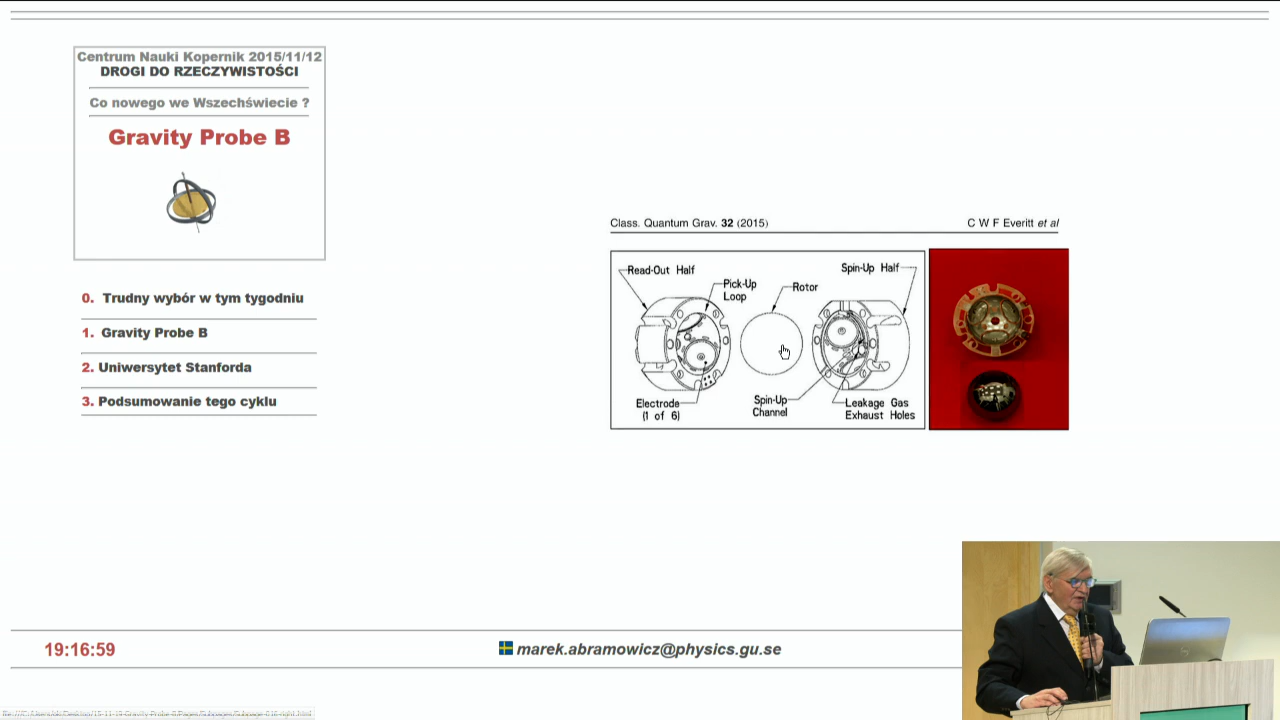 Centrum Nauki Kopernik 2015/11/12
DROGI DO RZECZYWISTOŚCI
Co nowego we Wszechświecie ?
Gravity Probe B
0. Trudny wybór w tym tygodniu
1. Gravity Probe B
2. Uniwersytet Stanforda
3. Podsumowanie tego cyklu
Class. Quantum Grav. 32 (2015)
C W F Everitt et al
Read-Out Half
Pick-Up
Loop
Rotor
Spin-Up Half
Electrode
(1 of 6)
Spin-Up
Channel
Leakage Gas
Exhaust Holes
19:16:59
marek.abramowicz@physics.gu.se